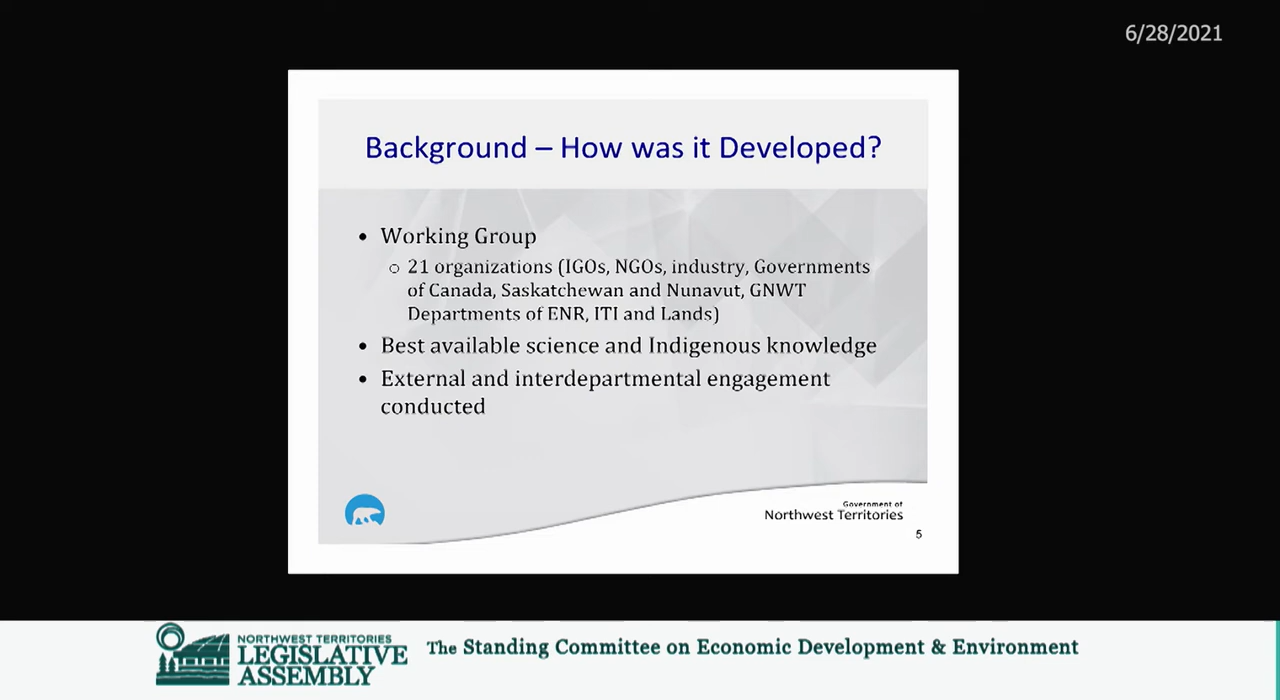 6/28/2021
Background – How was it Developed?
• Working Group
o 21 organizations (IGOs, NGOs, industry, Governments
of Canada, Saskatchewan and Nunavut, GNWT
Departments of ENR, ITI and Lands)
• Best available science and Indigenous knowledge
• External and interdepartmental engagement
conducted
Government of
Northwest Territories
5
NORTHWEST TERRITORIES
LEGISLATIVE
ASSEMBLY
The Standing Committee on Economic Development & Environment